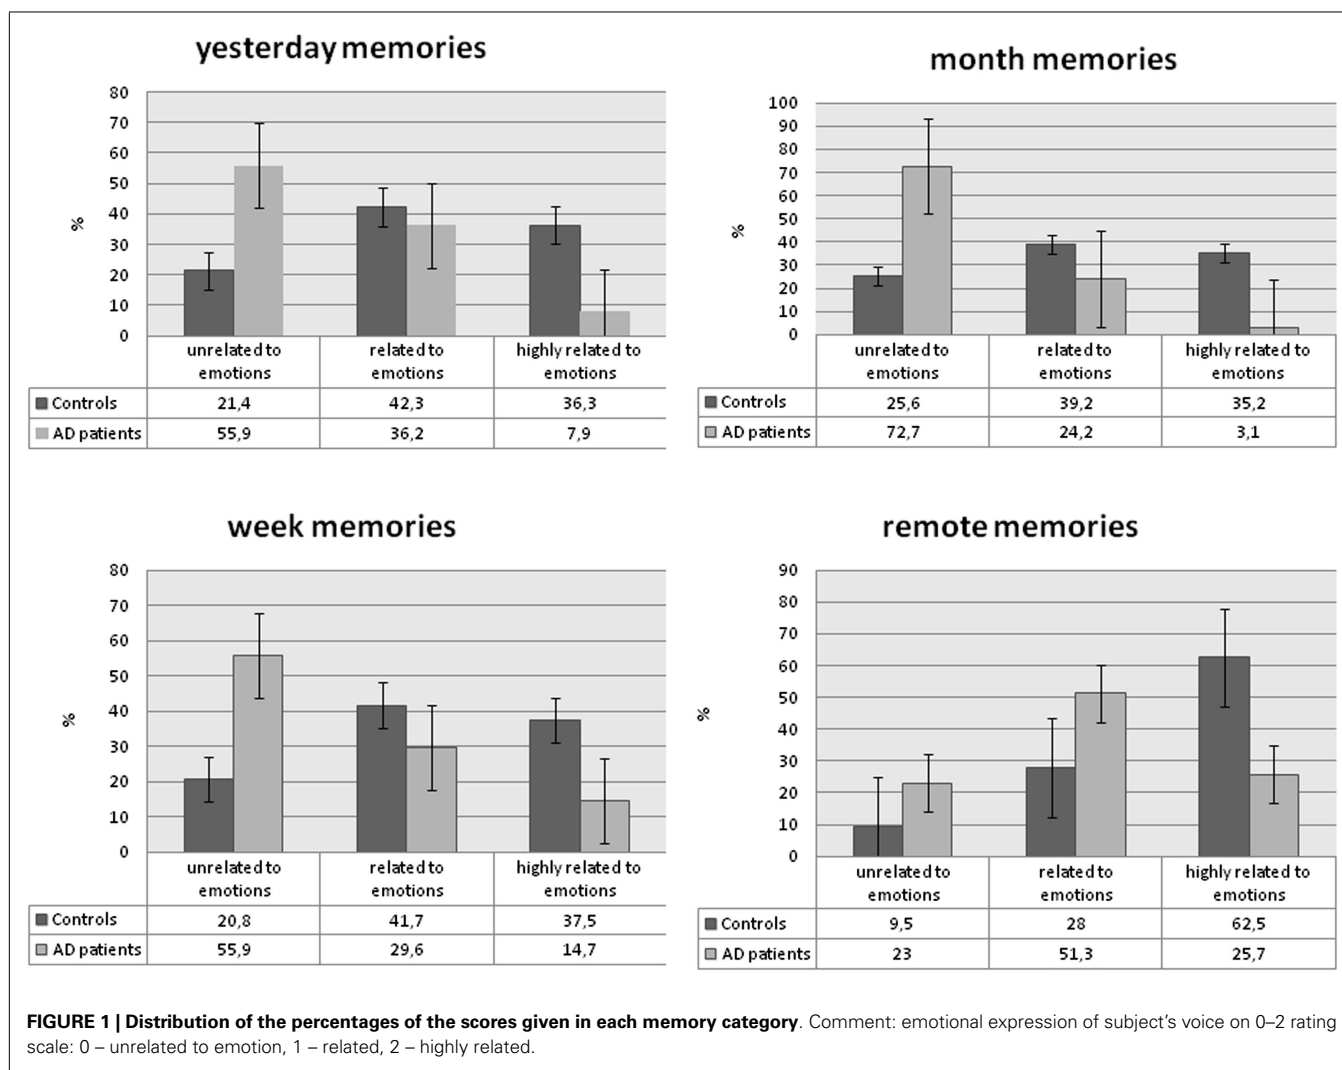 yesterday memories
80
70
60
50
40
30
20
10
0
%
unrelated to emotions related to emotions highly related to emotions
Controls 21,4 42,3 36,3
AD patients 55,9 36,2 7,9
month memories
100
90
80
70
60
50
40
30
20
10
0
%
unrelated to emotions related to emotions highly related to emotions
Controls 25,6 39,2 35,2
AD patients 72,7 24,2 3,1
week memories
80
70
60
50
40
30
20
10
0
%
unrelated to emotions related to emotions highly related to emotions
Controls 20,8 41,7 37,5
AD patients 55,9 29,6 14,7
remote memories
90
80
70
60
50
40
30
20
10
0
%
unrelated to emotions related to emotions highly related to emotions
Controls 9,5 28 62,5
AD patients 23 51,3 25,7
FIGURE 1 | Distribution of the percentages of the scores given in each memory category. Comment: emotional expression of subject's voice on 0–2 rating
scale: 0 – unrelated to emotion, 1 – related, 2 – highly related.